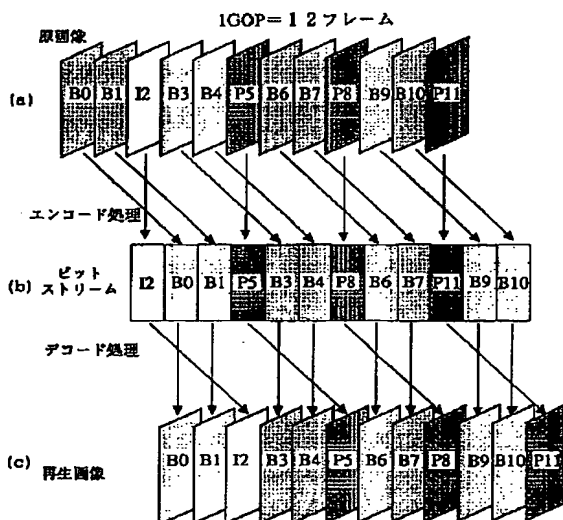 1GOP=12フレーム
原画像
(a)
B0 B1 I2 B3 B4 P5 B6 B7 P8 B9 B10 P11
エンコード処理
(b) ビットストリーム
I2 B0 B1 P5 B3 B4 P8 B6 B7 P11 B9 B10
デコード処理
(c) 再生画像
B0 B1 I2 B3 B4 P5 B6 B7 P8 B9 B10 P11